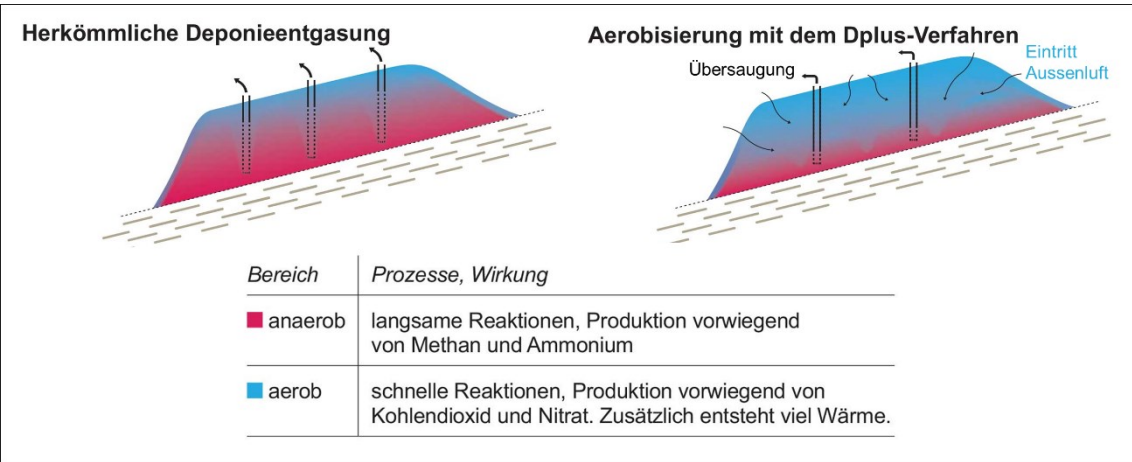 Herkömmliche Deponieentgasung
Aerobisierung mit dem Dplus-Verfahren
Übersaugung
Eintritt
Aussenluft
Bereich
Prozesse, Wirkung
anaerob
langsame Reaktionen, Produktion vorwiegend
von Methan und Ammonium
aerob
schnelle Reaktionen, Produktion vorwiegend von
Kohlendioxid und Nitrat. Zusätzlich entsteht viel Wärme.